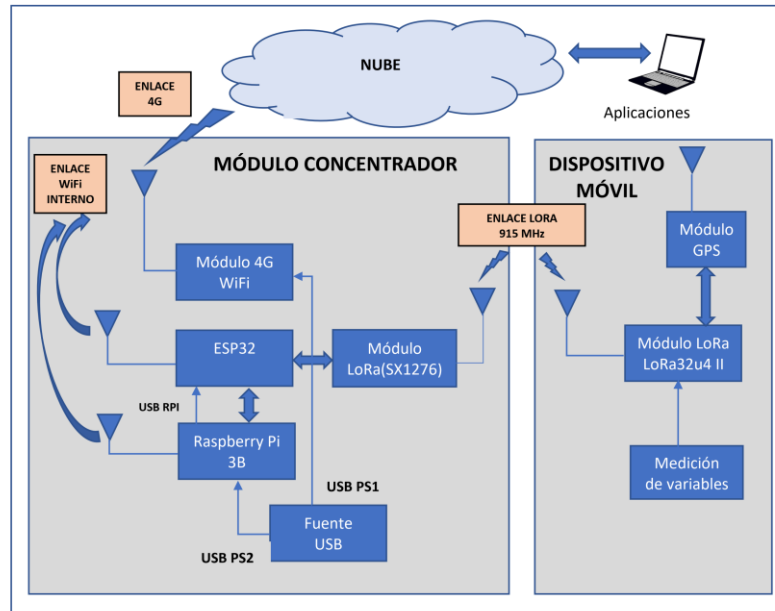 NUBE
Aplicaciones
ENLACE
4G
MÓDULO CONCENTRADOR
ENLACE
WiFi
INTERNO
Módulo 4G
WiFi
ESP32
Módulo
LoRa(SX1276)
USB RPI
Raspberry Pi
3B
USB PS1
Fuente
USB
USB PS2
ENLACE LORA
915 MHz
DISPOSITIVO
MÓVIL
Módulo
GPS
Módulo LoRa
LoRa32u4 II
Medición
de variables